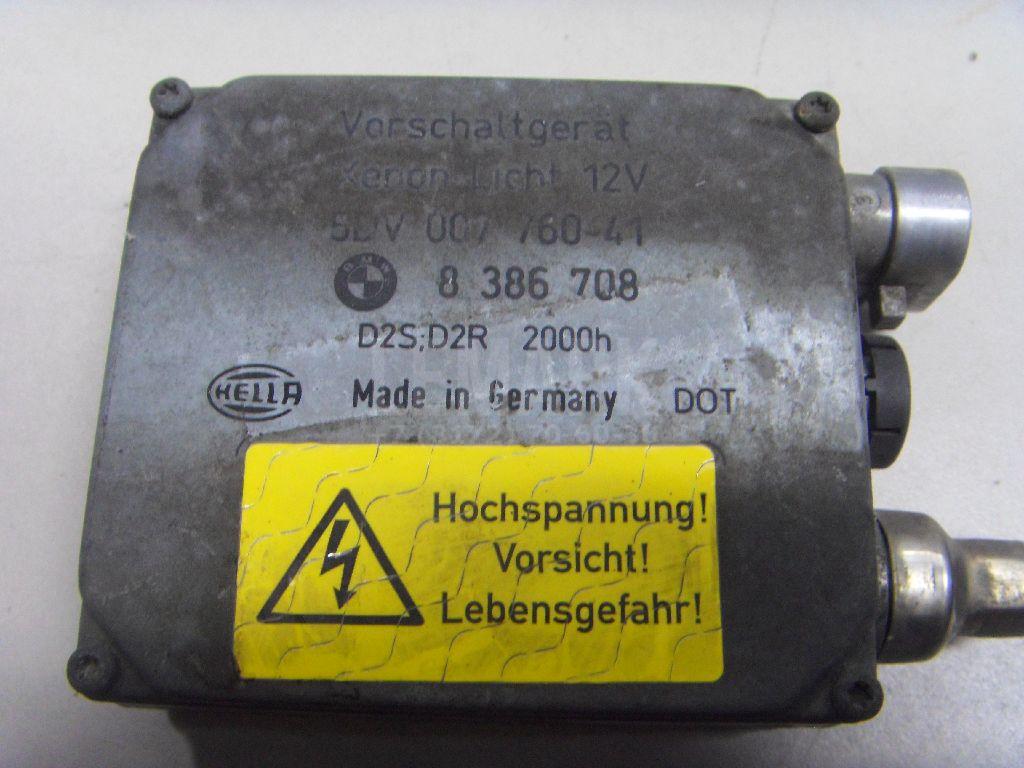 Vorschaltgerät
Xenon-Licht 12V
5DV 007 760-41
BMW 8 386 708
D2S;D2R 2000h
HELLA Made in Germany DOT
Hochspannung!
Vorsicht!
Lebensgefahr!